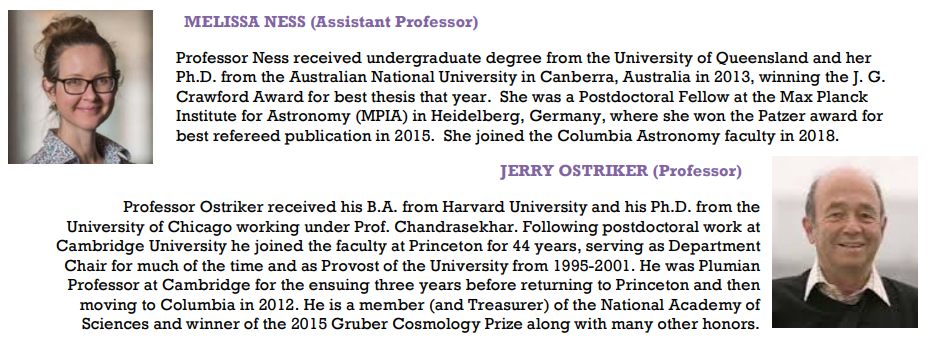 MELISSA NESS (Assistant Professor)
Professor Ness received undergraduate degree from the University of Queensland and her
Ph.D. from the Australian National University in Canberra, Australia in 2013, winning the J. G.
Crawford Award for best thesis that year.  She was a Postdoctoral Fellow at the Max Planck
Institute for Astronomy (MPIA) in Heidelberg, Germany, where she won the Patzer award for
best refereed publication in 2015.  She joined the Columbia Astronomy faculty in 2018.
JERRY OSTRIKER (Professor)
Professor Ostriker received his B.A. from Harvard University and his Ph.D. from the
University of Chicago working under Prof. Chandrasekhar. Following postdoctoral work at
Cambridge University he joined the faculty at Princeton for 44 years, serving as Department
Chair for much of the time and as Provost of the University from 1995-2001. He was Plumian
Professor at Cambridge for the ensuing three years before returning to Princeton and then
moving to Columbia in 2012. He is a member (and Treasurer) of the National Academy of
Sciences and winner of the 2015 Gruber Cosmology Prize along with many other honors.